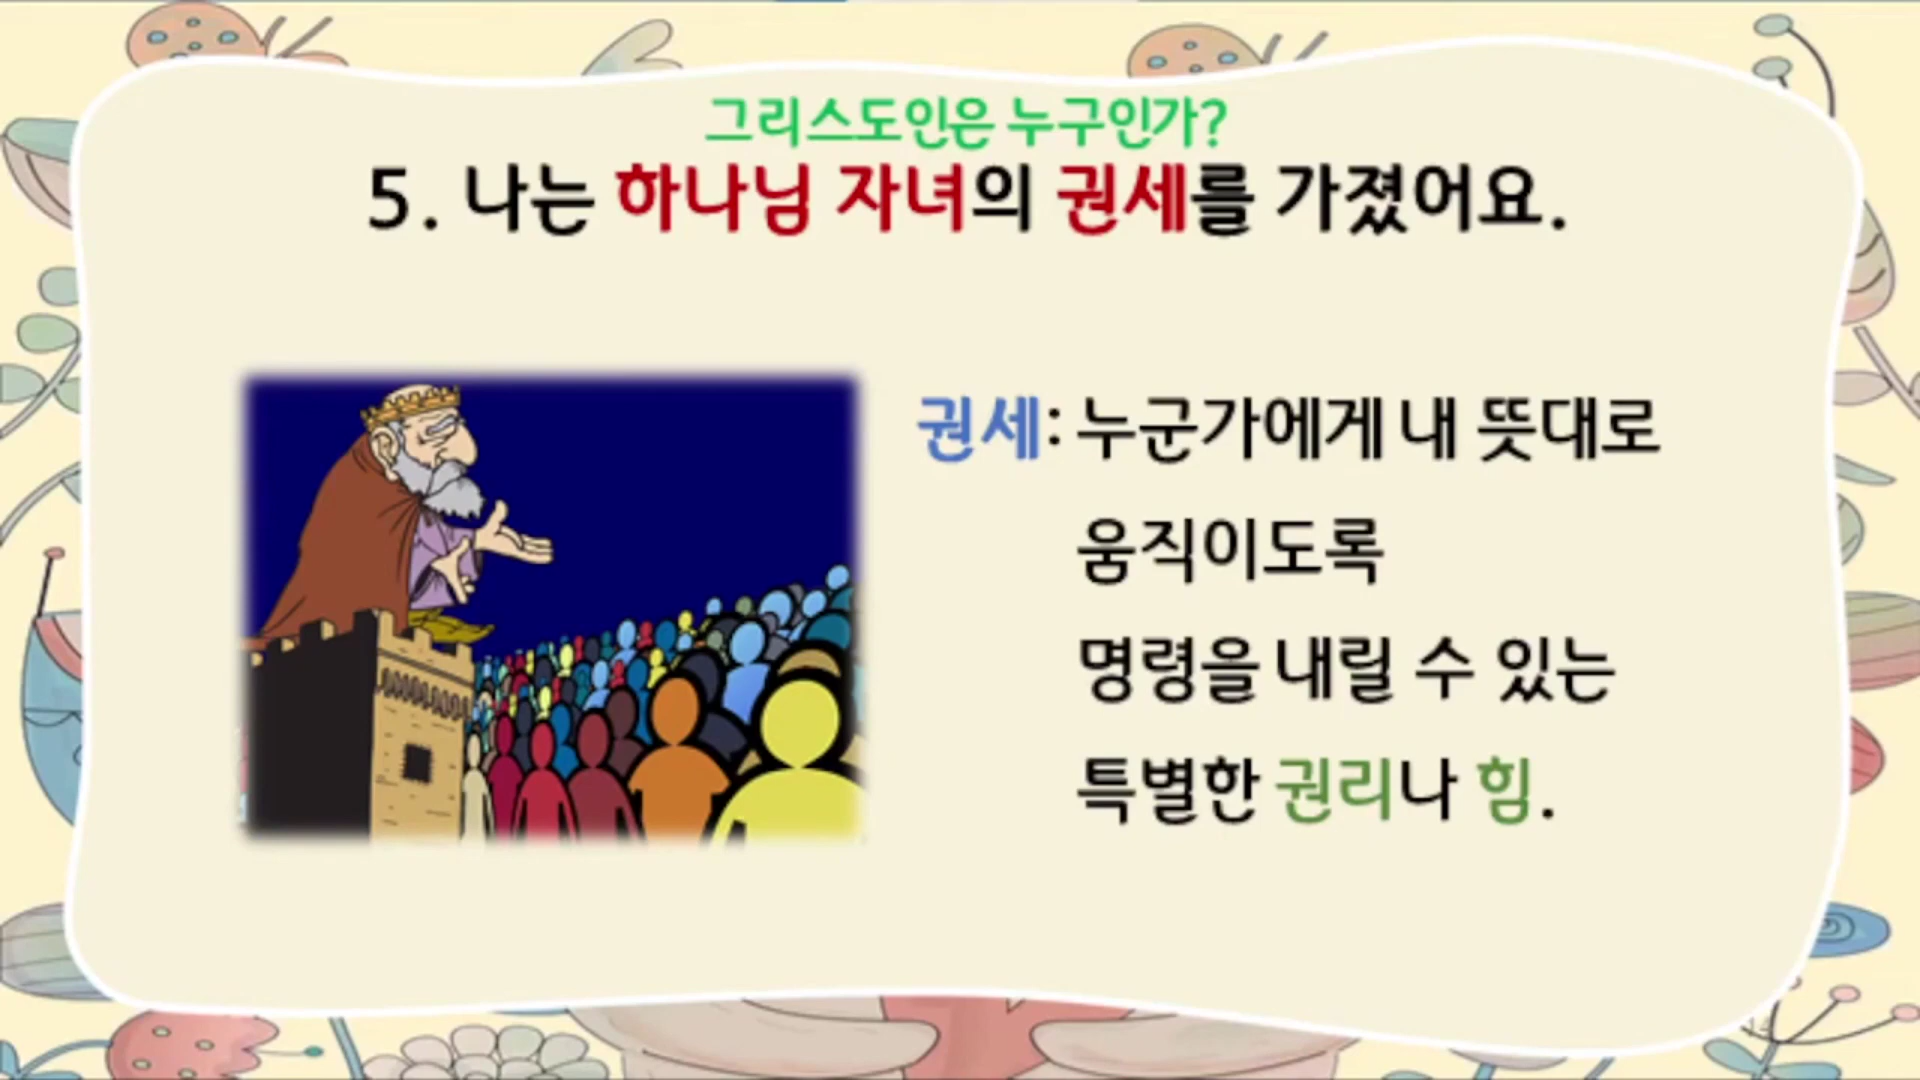 그리스도인은 누구인가?
5. 나는 하나님 자녀의 권세를 가졌어요.
권세: 누군가에게 내 뜻대로
움직이도록
명령을 내릴 수 있는
특별한 권리나 힘.